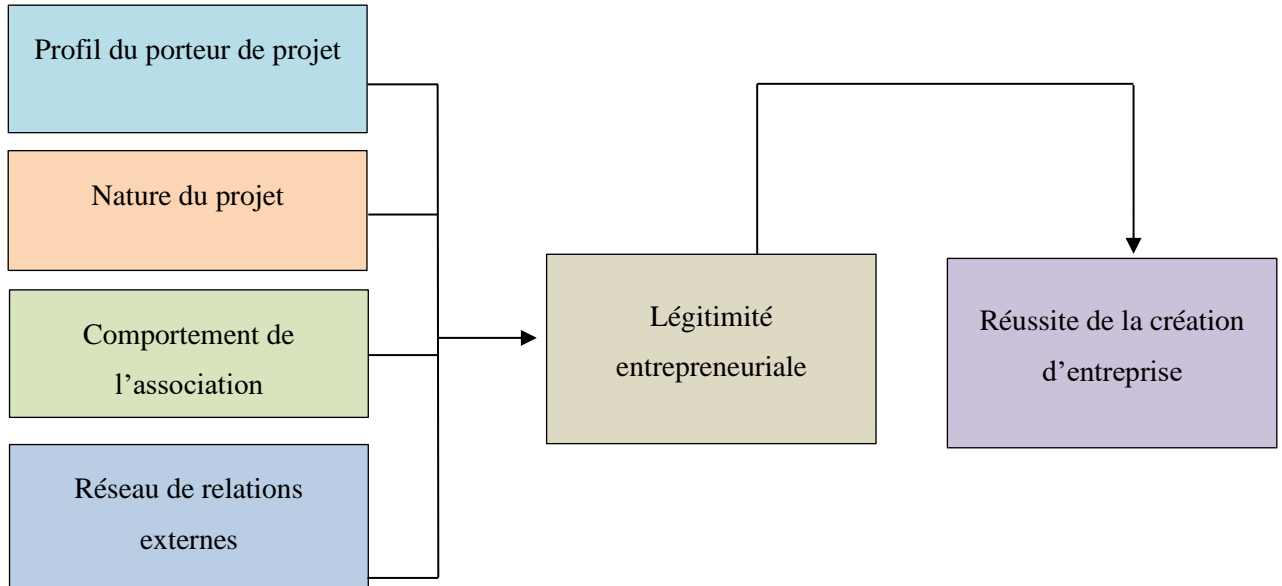 Profil du porteur de projet
Nature du projet
Comportement de
l’association
Réseau de relations
externes
Légitimité
entrepreneuriale
Réussite de la création
d’entreprise